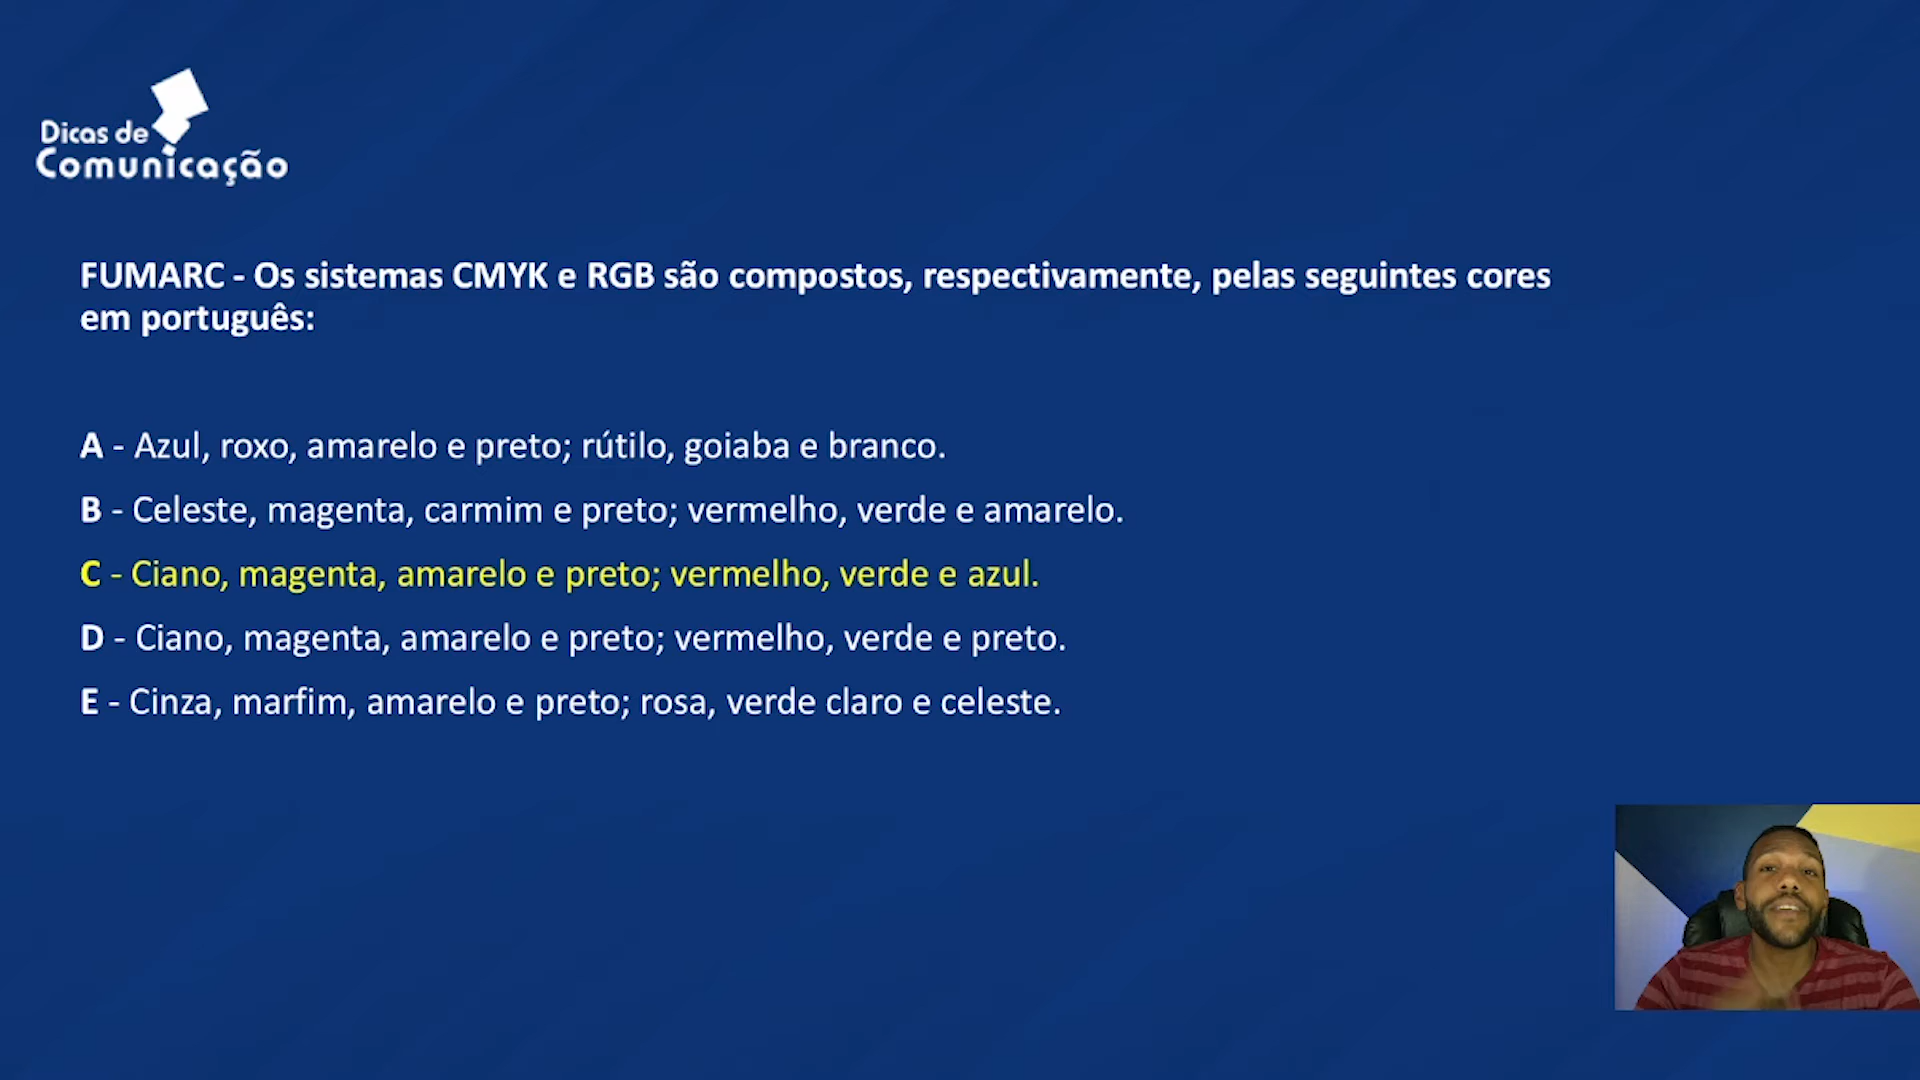 Dicas de
Comunicação
FUMARC - Os sistemas CMYK e RGB são compostos, respectivamente, pelas seguintes cores
em português:
A - Azul, roxo, amarelo e preto; rútilo, goiaba e branco.
B - Celeste, magenta, carmim e preto; vermelho, verde e amarelo.
C - Ciano, magenta, amarelo e preto; vermelho, verde e azul.
D - Ciano, magenta, amarelo e preto; vermelho, verde e preto.
E - Cinza, marfim, amarelo e preto; rosa, verde claro e celeste.